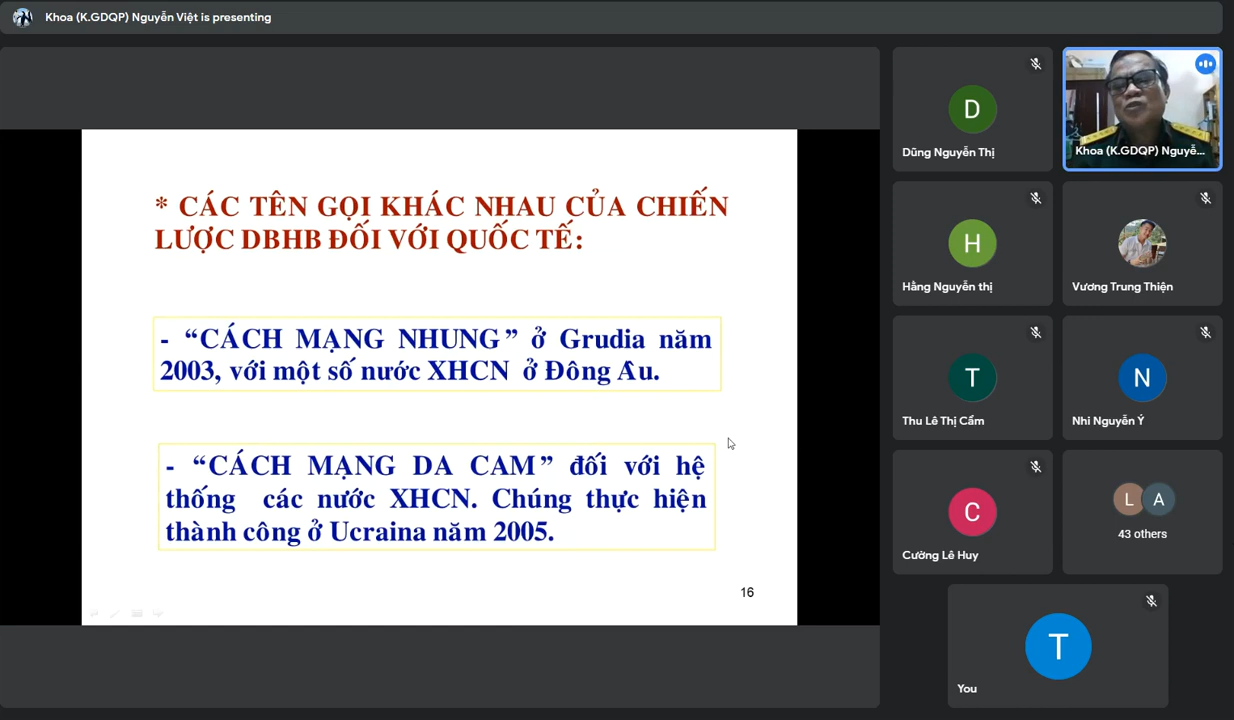 Khoa (K.GDQP) Nguyễn Việt is presenting
* CÁC TÊN GỌI KHÁC NHAU CỦA CHIẾN
LƯỢC DBHB ĐỐI VỚI QUỐC TẾ:
- “CÁCH MẠNG NHUNG” ở Grudia năm
2003, với một số nước XHCN ở Đông Âu.
- “CÁCH MẠNG DA CAM” đối với hệ
thống các nước XHCN. Chúng thực hiện
thành công ở Ucraina năm 2005.
16
D
Dũng Nguyễn Thị
Khoa (K.GDQP) Nguyễ...
H
Hằng Nguyễn thị
Vương Trung Thiện
T
Thu Lê Thị Cẩm
N
Nhi Nguyễn Ý
C
Cường Lê Huy
L A
43 others
T
You